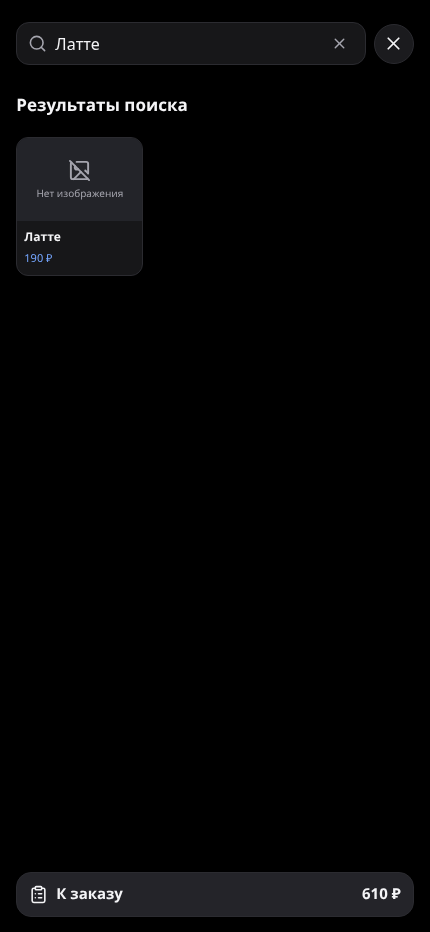 Латте
Результаты поиска
Нет изображения
Латте
190 ₽
К заказу
610 ₽